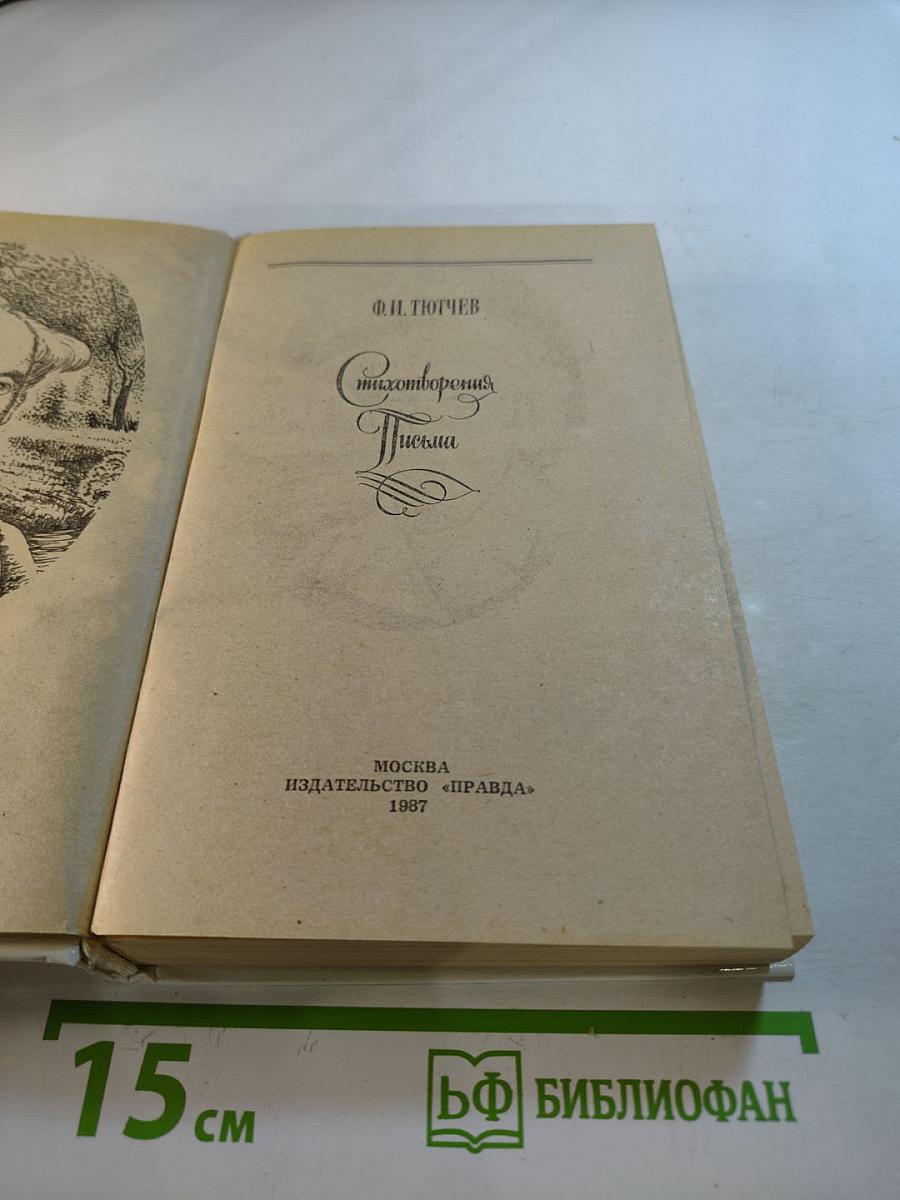 Ф.И. ТЮТЧЕВ
Стихотворения
Письма
МОСКВА
ИЗДАТЕЛЬСТВО «ПРАВДА»
1987
15 см
ЬФ БИБЛИОФАН